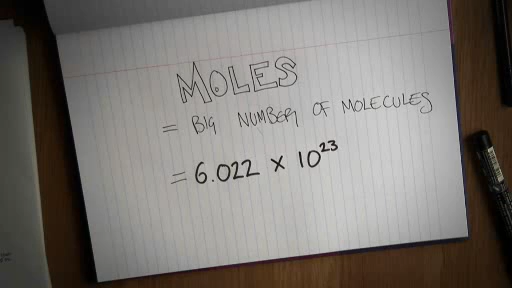 MOLES
= BIG NUMBER OF MOLECULES
= 6.022 × 10²³